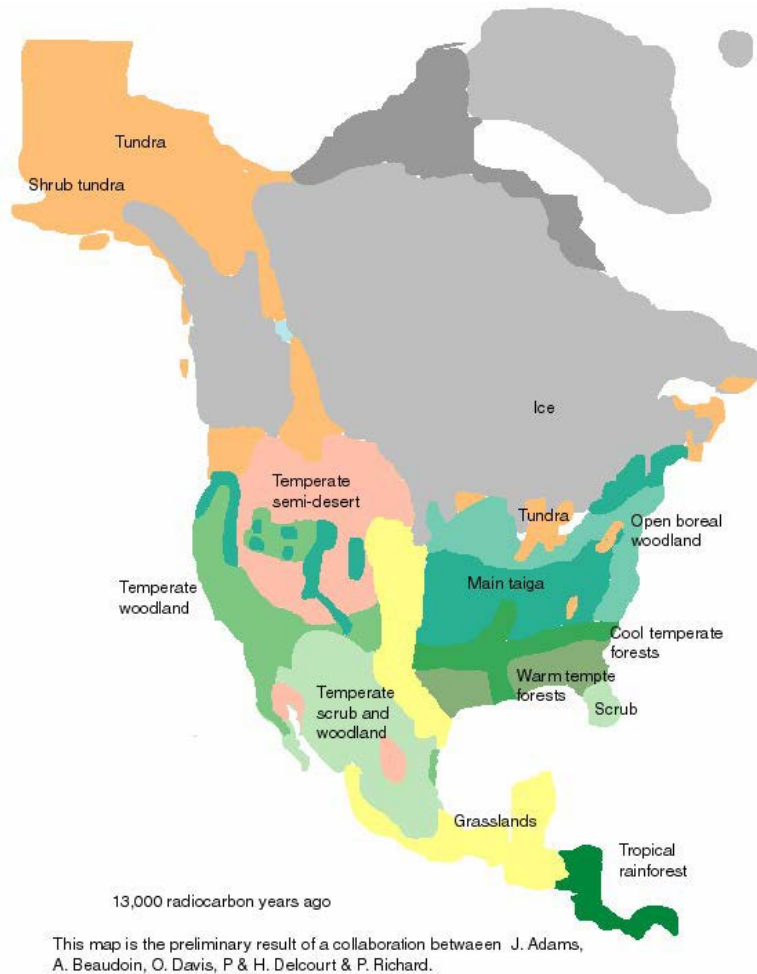 Tundra
Shrub tundra
Ice
Temperate
semi-desert
Tundra
Open boreal
woodland
Main taiga
Temperate
woodland
Cool temperate
forests
Warm tempte
forests
Temperate
scrub and
woodland
Scrub
Grasslands
Tropical
rainforest
13,000 radiocarbon years ago
This map is the preliminary result of a collaboration betwaeen J. Adams,
A. Beaudoin, O. Davis, P & H. Delcourt & P. Richard.